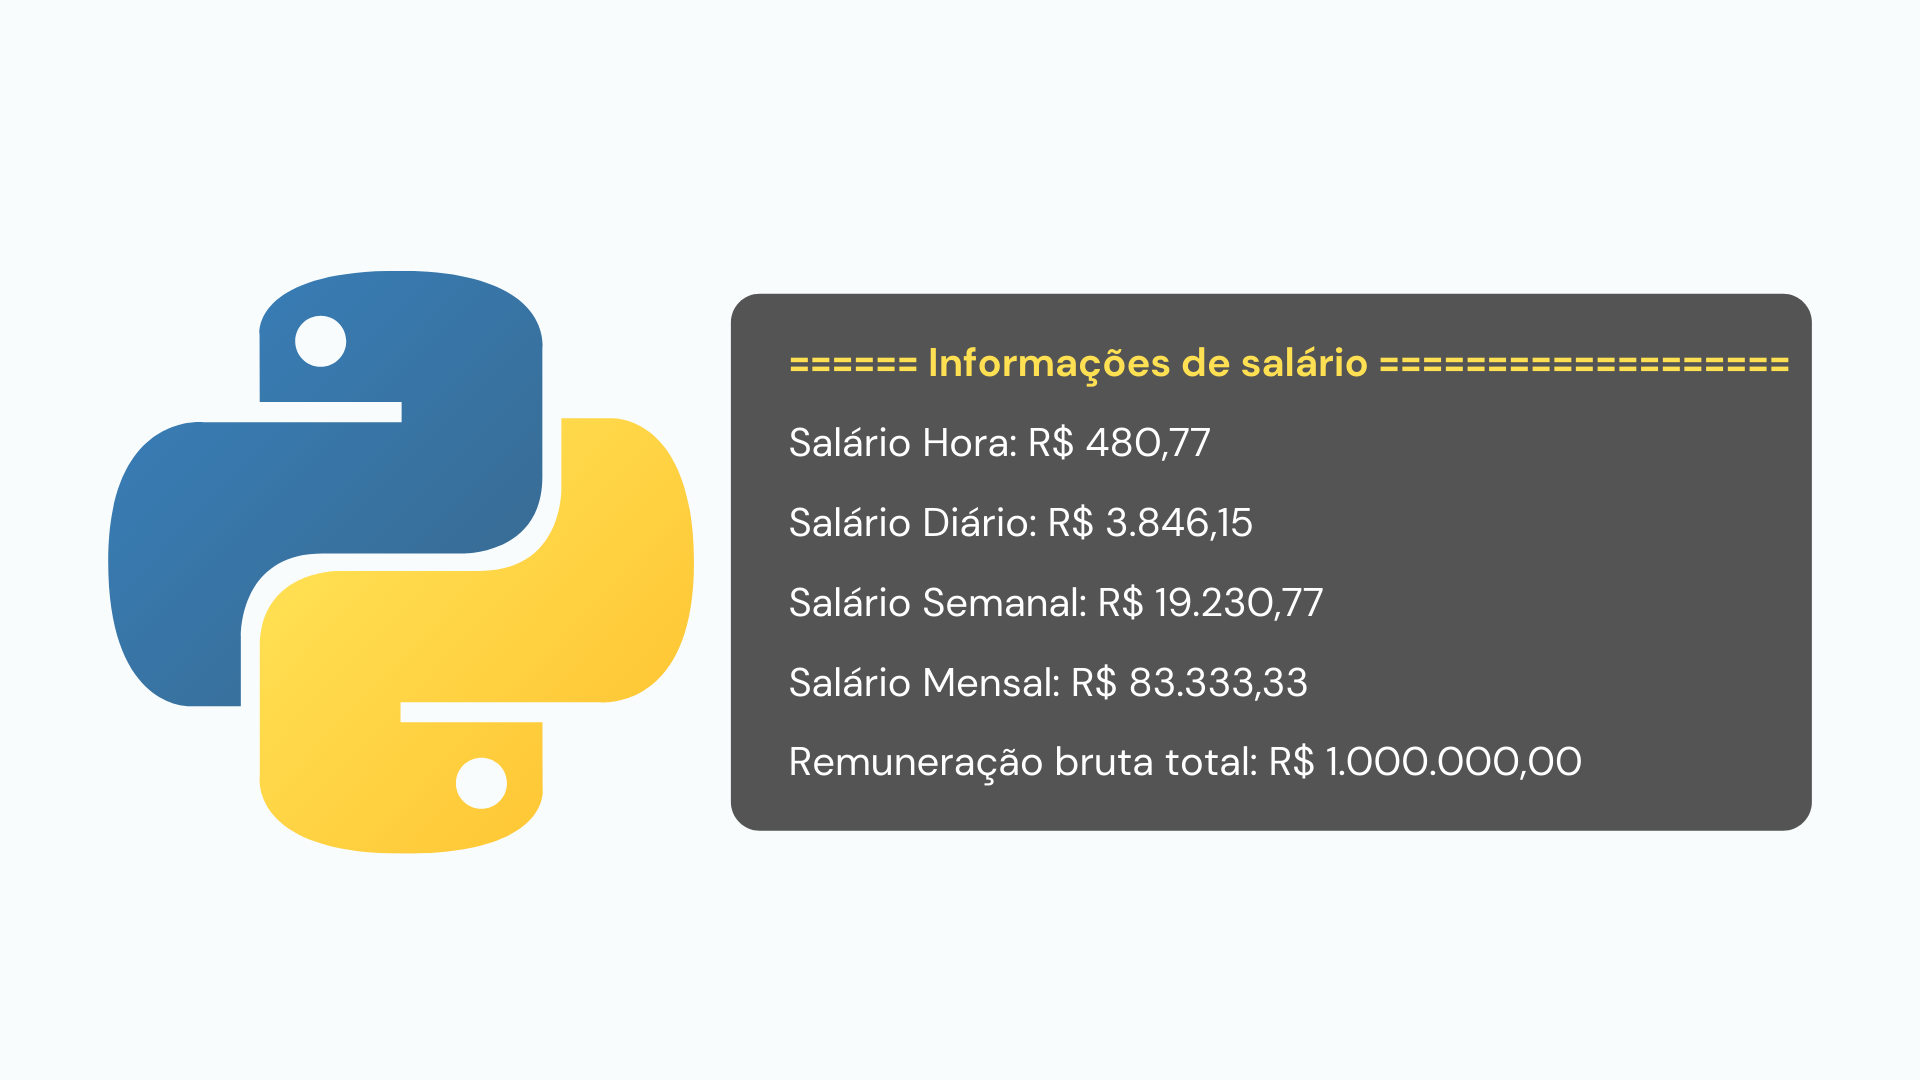 ====== Informações de salário ===================
Salário Hora: R$ 480,77
Salário Diário: R$ 3.846,15
Salário Semanal: R$ 19.230,77
Salário Mensal: R$ 83.333,33
Remuneração bruta total: R$ 1.000.000,00